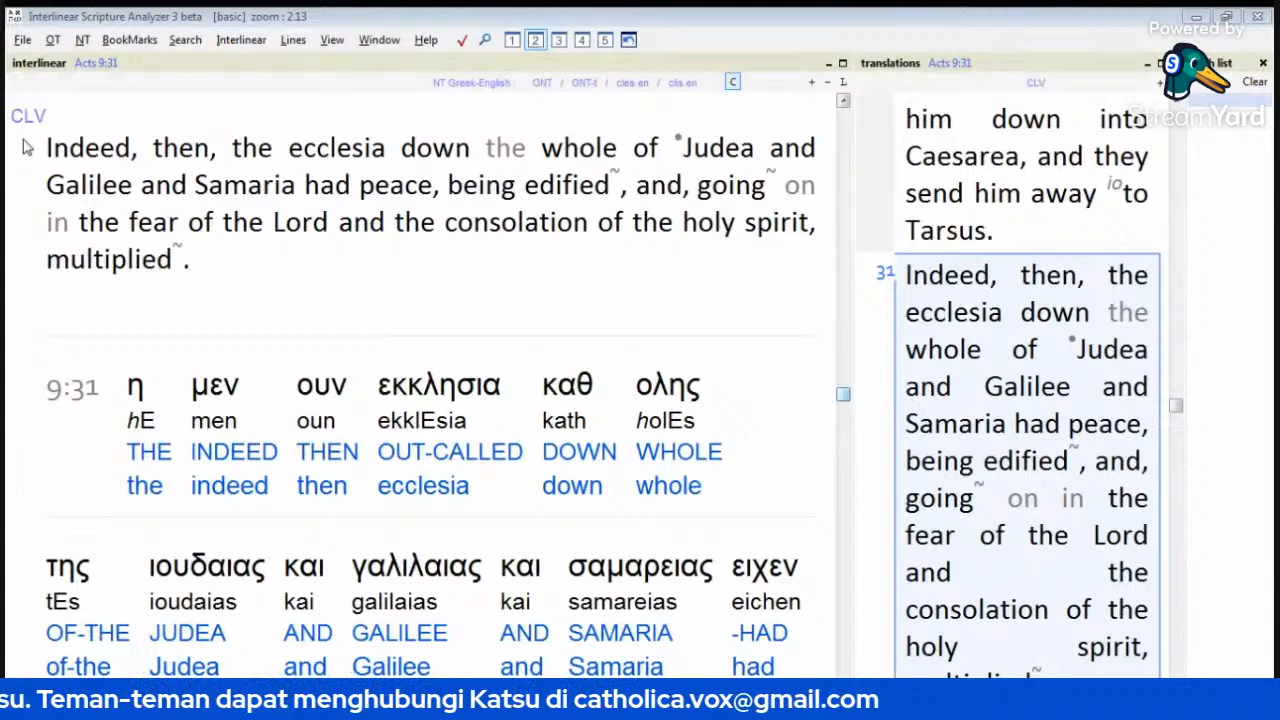 Interlinear Scripture Analyzer 3 beta [basic] zoom : 2.13
Powered by
File OT NT BookMarks Search Interlinear Lines View Window Help 1 2 3 4 5
interlinear Acts 9:31
translations Acts 9:31
list
NT Greek-English : GNT / GNT-t / cles en / clis.en C + − L
CLV
Clear
StreamYard
CLV
Indeed, then, the ecclesia down the whole of •Judea and
Galilee and Samaria had peace, being edified~, and, going~ on
in the fear of the Lord and the consolation of the holy spirit,
multiplied~.
9:31 η μεν ουν εκκλησια καθ ολης
hE men oun ekklEsia kath holEs
THE INDEED THEN OUT-CALLED DOWN WHOLE
the indeed then ecclesia down whole
της ιουδαιας και γαλιλαιας και σαμαρειας ειχεν
tEs ioudaias kai galilaias kai samareias eichen
OF-THE JUDEA AND GALILEE AND SAMARIA -HAD
of-the Judea and Galilee and Samaria had
him down into
Caesarea, and they
send him away ioto
Tarsus.
31 Indeed, then, the
ecclesia down the
whole of •Judea
and Galilee and
Samaria had peace,
being edified~, and,
going~ on in the
fear of the Lord
and the
consolation of the
holy spirit,
su. Teman-teman dapat menghubungi Katsu di catholica.vox@gmail.com